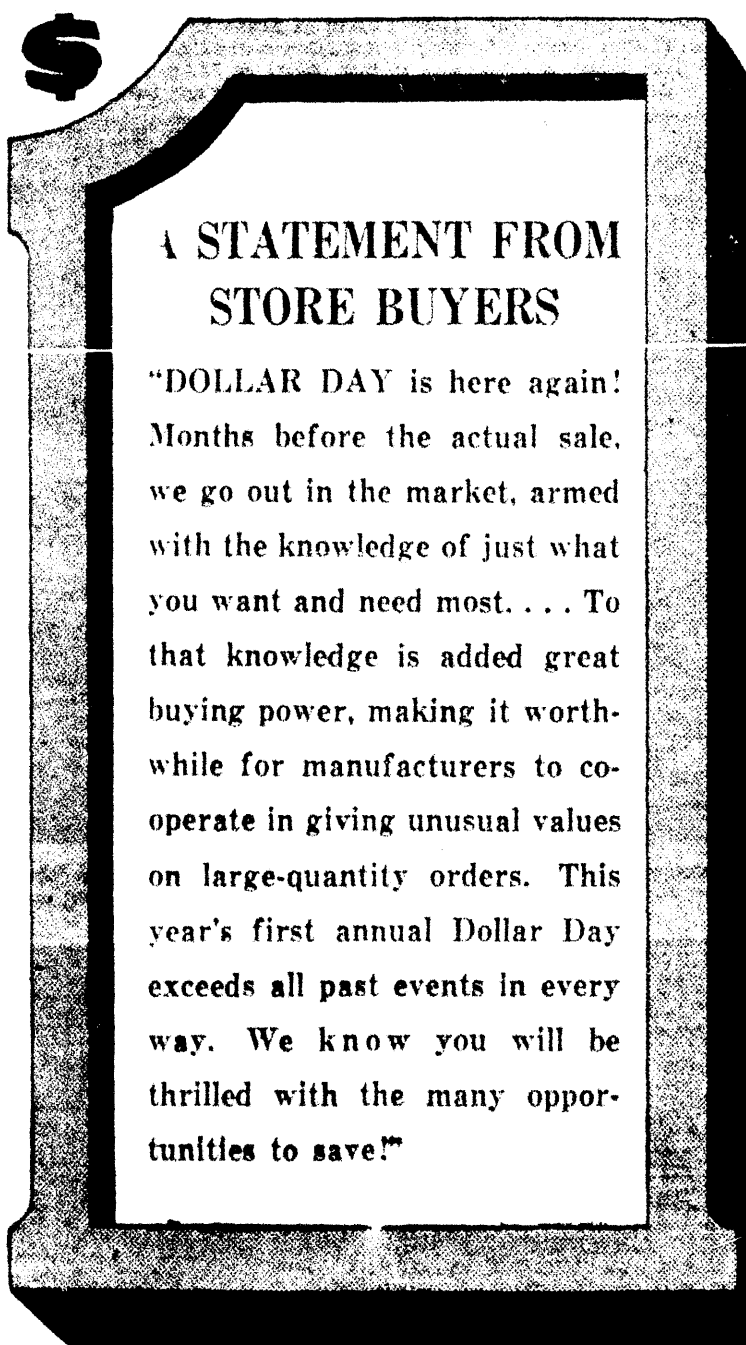 $
A STATEMENT FROM
STORE BUYERS
“DOLLAR DAY is here again!
Months before the actual sale,
we go out in the market, armed
with the knowledge of just what
you want and need most. . . . To
that knowledge is added great
buying power, making it worth-
while for manufacturers to co-
operate in giving unusual values
on large-quantity orders. This
year's first annual Dollar Day
exceeds all past events in every
way. We know you will be
thrilled with the many oppor-
tunities to save!”